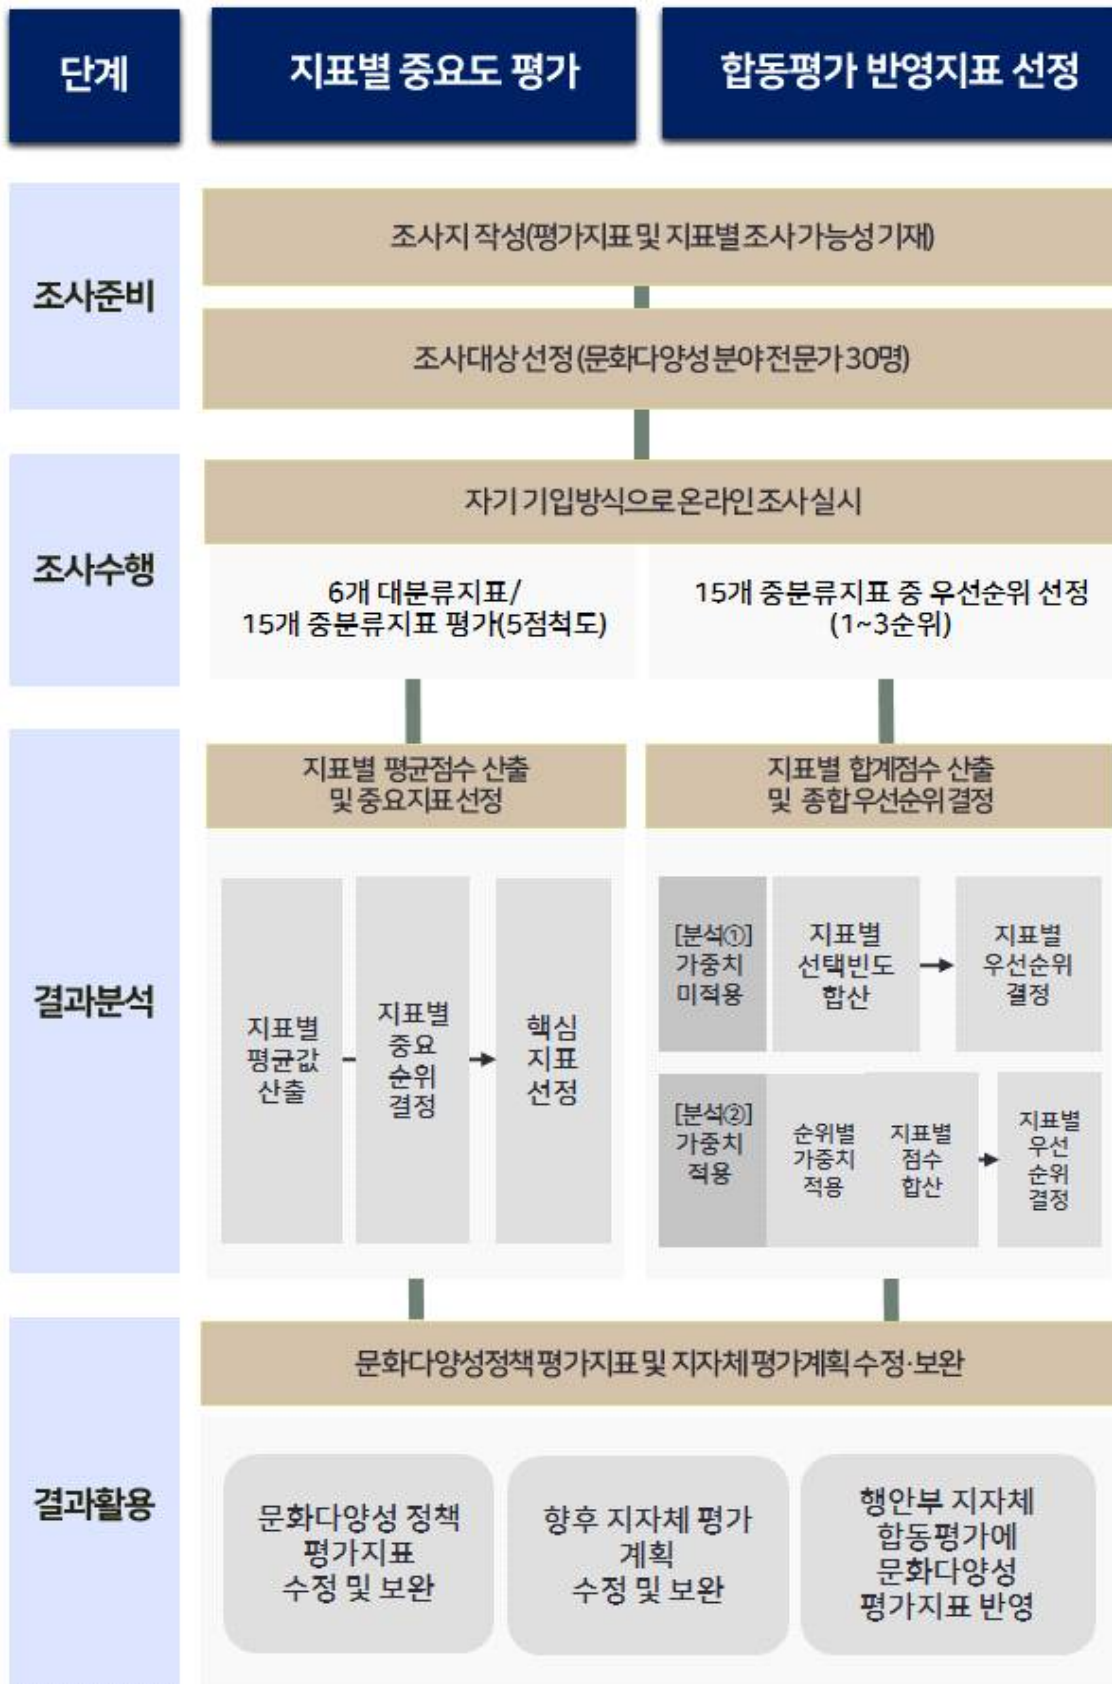 단계
지표별 중요도 평가
합동평가 반영지표 선정
조사준비
조사지 작성(평가지표 및 지표별 조사 가능성 기재)
조사대상 선정(문화다양성 분야 전문가 30명)
조사수행
자기 기입방식으로 온라인 조사 실시
6개 대분류지표/
15개 중분류지표 평가(5점척도)
15개 중분류지표 중 우선순위 선정
(1~3순위)
결과분석
지표별 평균점수 산출
및 중요지표 선정
지표별
평균값
산출
지표별
중요
순위
결정
핵심
지표
선정
지표별 합계점수 산출
및 종합 우선순위 결정
[분석①]
가중치
미적용
지표별
선택빈도
합산
지표별
우선순위
결정
[분석②]
가중치
적용
순위별
가중치
적용
지표별
점수
합산
지표별
우선
순위
결정
결과활용
문화다양성정책 평가지표 및 지자체 평가계획 수정·보완
문화다양성 정책
평가지표
수정 및 보완
향후 지자체 평가
계획
수정 및 보완
행안부 지자체
합동평가에
문화다양성
평가지표 반영